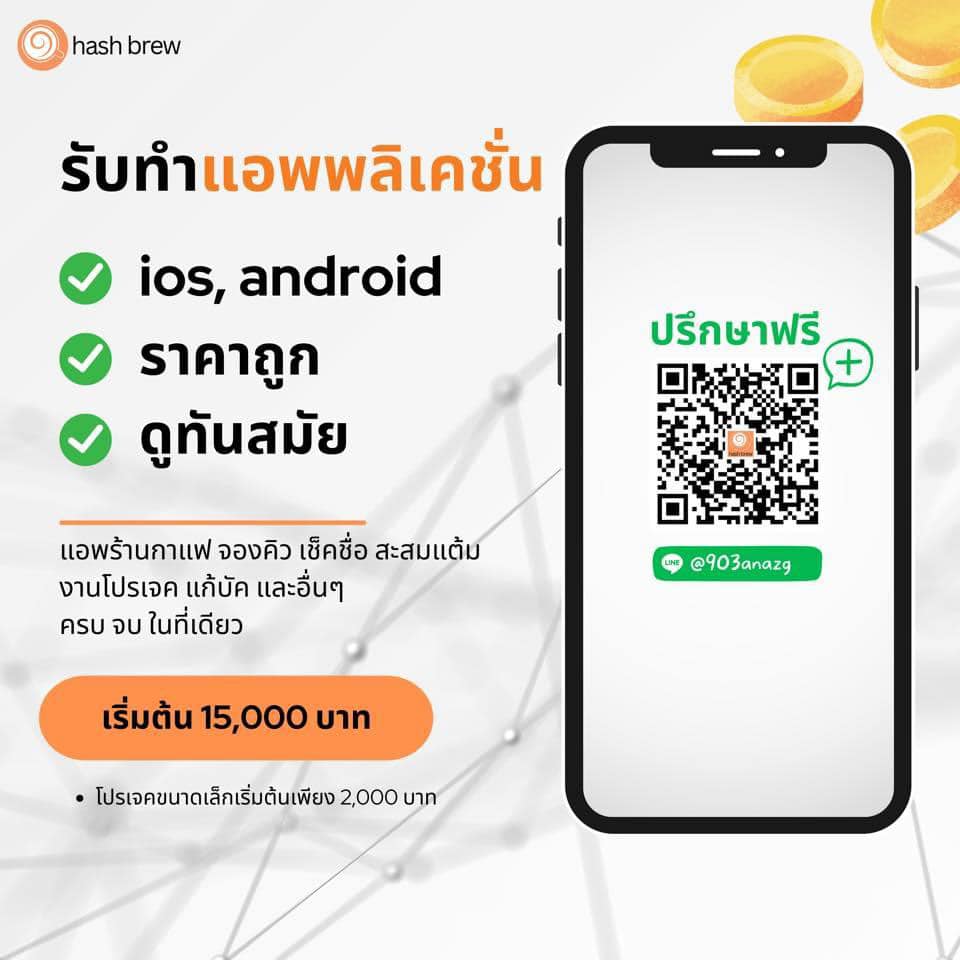 hash brew
รับทำแอพพลิเคชั่น
ios, android
ราคาถูก
ดูทันสมัย
แอพร้านกาแฟ จองคิว เช็คชื่อ สะสมแต้ม
งานโปรเจค แก้บัค และอื่นๆ
ครบ จบ ในที่เดียว
เริ่มต้น 15,000 บาท
• โปรเจคขนาดเล็กเริ่มต้นเพียง 2,000 บาท
ปรึกษาฟรี
hash brew
LINE @903anazg